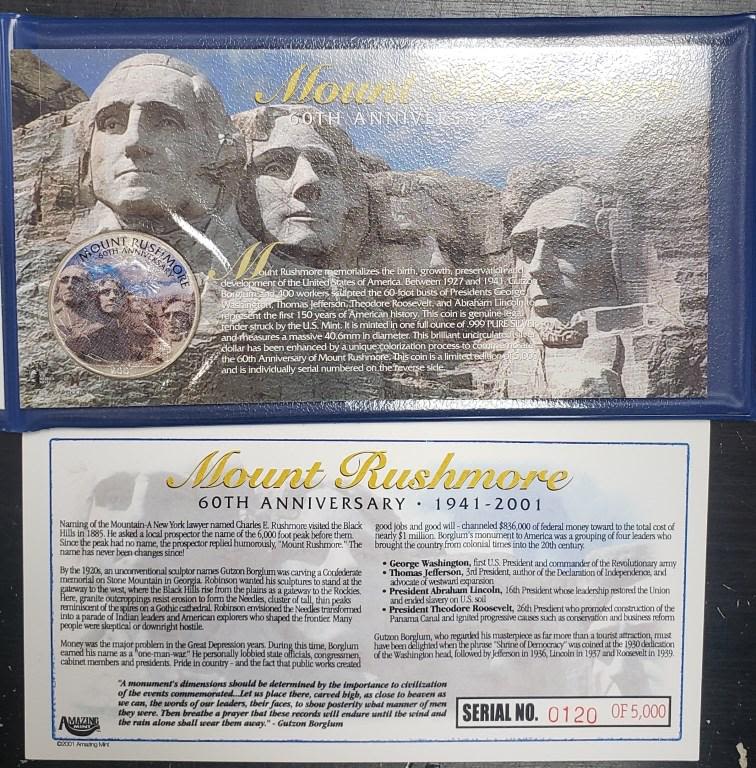 Mount Rushmore
60TH ANNIVERSARY
MOUNT RUSHMORE
60TH ANNIVERSARY
Mount Rushmore memorializes the birth, growth, preservation and
development of the United States of America. Between 1927 and 1941, Gutzon
Borglum and 400 workers sculpted the 60-foot busts of Presidents George
Washington, Thomas Jefferson, Theodore Roosevelt, and Abraham Lincoln to
represent the first 150 years of American history. This coin is genuine legal
tender struck by the U.S. Mint. It is minted in one full ounce of .999 PURE SILVER
and measures a massive 40.6mm in diameter. This brilliant uncirculated silver
dollar has been enhanced by a unique colorization process to commemorate
the 60th Anniversary of Mount Rushmore. This coin is a limited edition of 5,000
and is individually serial numbered on the reverse side.
Mount Rushmore
60TH ANNIVERSARY • 1941-2001
Naming of the Mountain-A New York lawyer named Charles E. Rushmore visited the Black
Hills in 1885. He asked a local prospector the name of the 6,000 foot peak before them.
Since the peak had no name, the prospector replied humorously, "Mount Rushmore." The
name has never been changes since!
By the 1920s, an unconventional sculptor names Gutzon Borglum was carving a Confederate
memorial on Stone Mountain in Georgia. Robinson wanted his sculptures to stand at the
gateway to the west, where the Black Hills rise from the plains as a gateway to the Rockies.
Here, granite outcroppings resist erosion to form the Needles, cluster of tall, thin peaks
reminiscent of the spires on a Gothic cathedral. Robinson envisioned the Needles transformed
into a parade of Indian leaders and American explorers who shaped the frontier. Many
people were skeptical or downright hostile.
Money was the major problem in the Great Depression years. During this time, Borglum
earned his name as a "one-man-war." He personally lobbied state officials, congressmen,
cabinet members and presidents. Pride in country - and the fact that public works created
good jobs and good will - channeled $836,000 of federal money toward to the total cost of
nearly $1 million. Borglum's monument to America was a grouping of four leaders who
brought the country from colonial times into the 20th century.
• George Washington, first U.S. President and commander of the Revolutionary army
• Thomas Jefferson, 3rd President, author of the Declaration of Independence, and
advocate of westward expansion
• President Abraham Lincoln, 16th President whose leadership restored the Union
and ended slavery on U.S. soil
• President Theodore Roosevelt, 26th Presidient who promoted construction of the
Panama Canal and ignited progressive causes such as conservation and business reform
Gutzon Borglum, who regarded his masterpiece as far more than a tourist attraction, must
have been delighted when the phrase "Shrine of Democracy" was coined at the 1930 dedication
of the Washington head, followed by Jefferson in 1936, Lincoln in 1937 and Roosevelt in 1939.
"A monument's dimensions should be determined by the importance to civilization
of the events commemorated...Let us place there, carved high, as close to heaven as
we can, the words of our leaders, their faces, to show posterity what manner of men
they were. Then breathe a prayer that these records will endure until the wind and
the rain alone shall wear them away." - Gutzon Borglum
SERIAL NO. 0120 OF 5,000
AMAZING
MINT
©2001 Amazing Mint